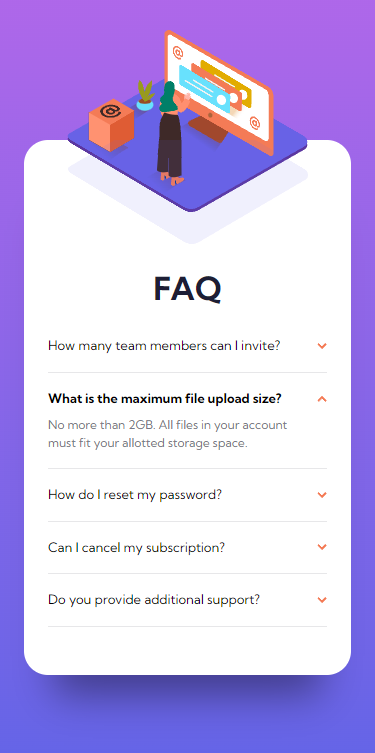 @
@
@
FAQ
How many team members can I invite?
What is the maximum file upload size?
No more than 2GB. All files in your account
must fit your allotted storage space.
How do I reset my password?
Can I cancel my subscription?
Do you provide additional support?